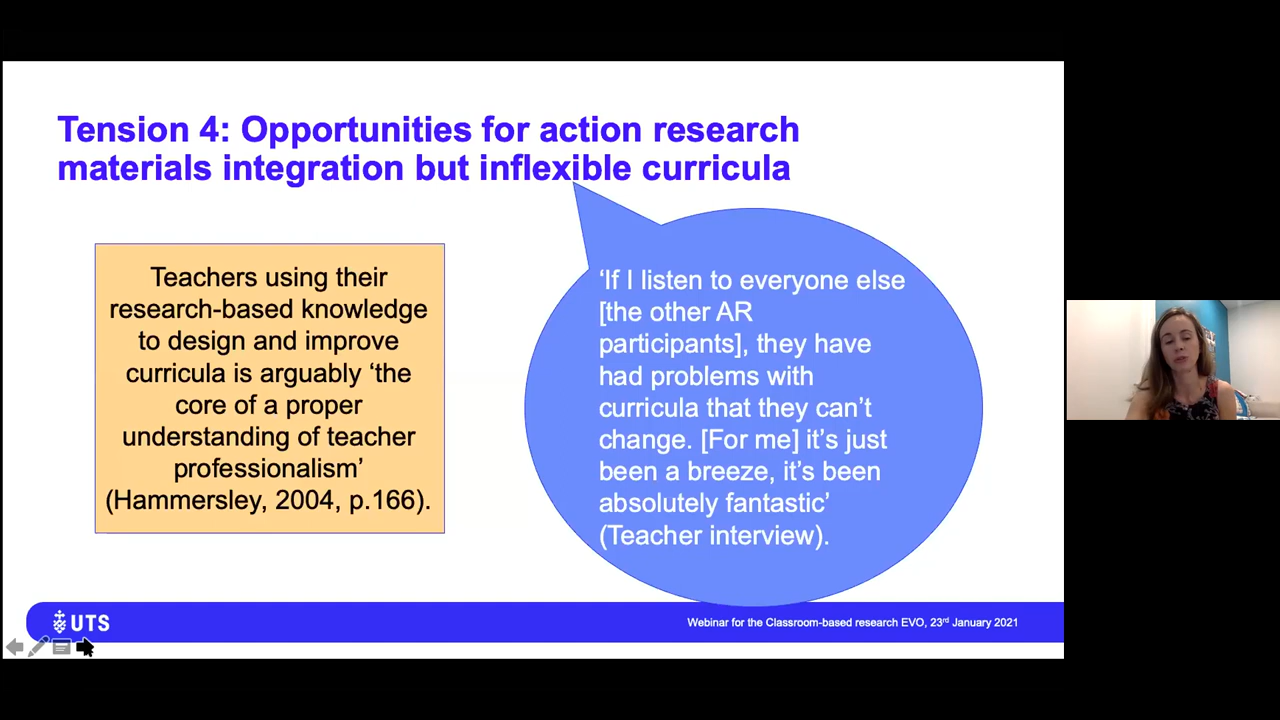 Tension 4: Opportunities for action research
materials integration but inflexible curricula
Teachers using their
research-based knowledge
to design and improve
curricula is arguably ‘the
core of a proper
understanding of teacher
professionalism’
(Hammersley, 2004, p.166).
‘If I listen to everyone else
[the other AR
participants], they have
had problems with
curricula that they can’t
change. [For me] it’s just
been a breeze, it’s been
absolutely fantastic’
(Teacher interview).
UTS
Webinar for the Classroom-based research EVO, 23rd January 2021